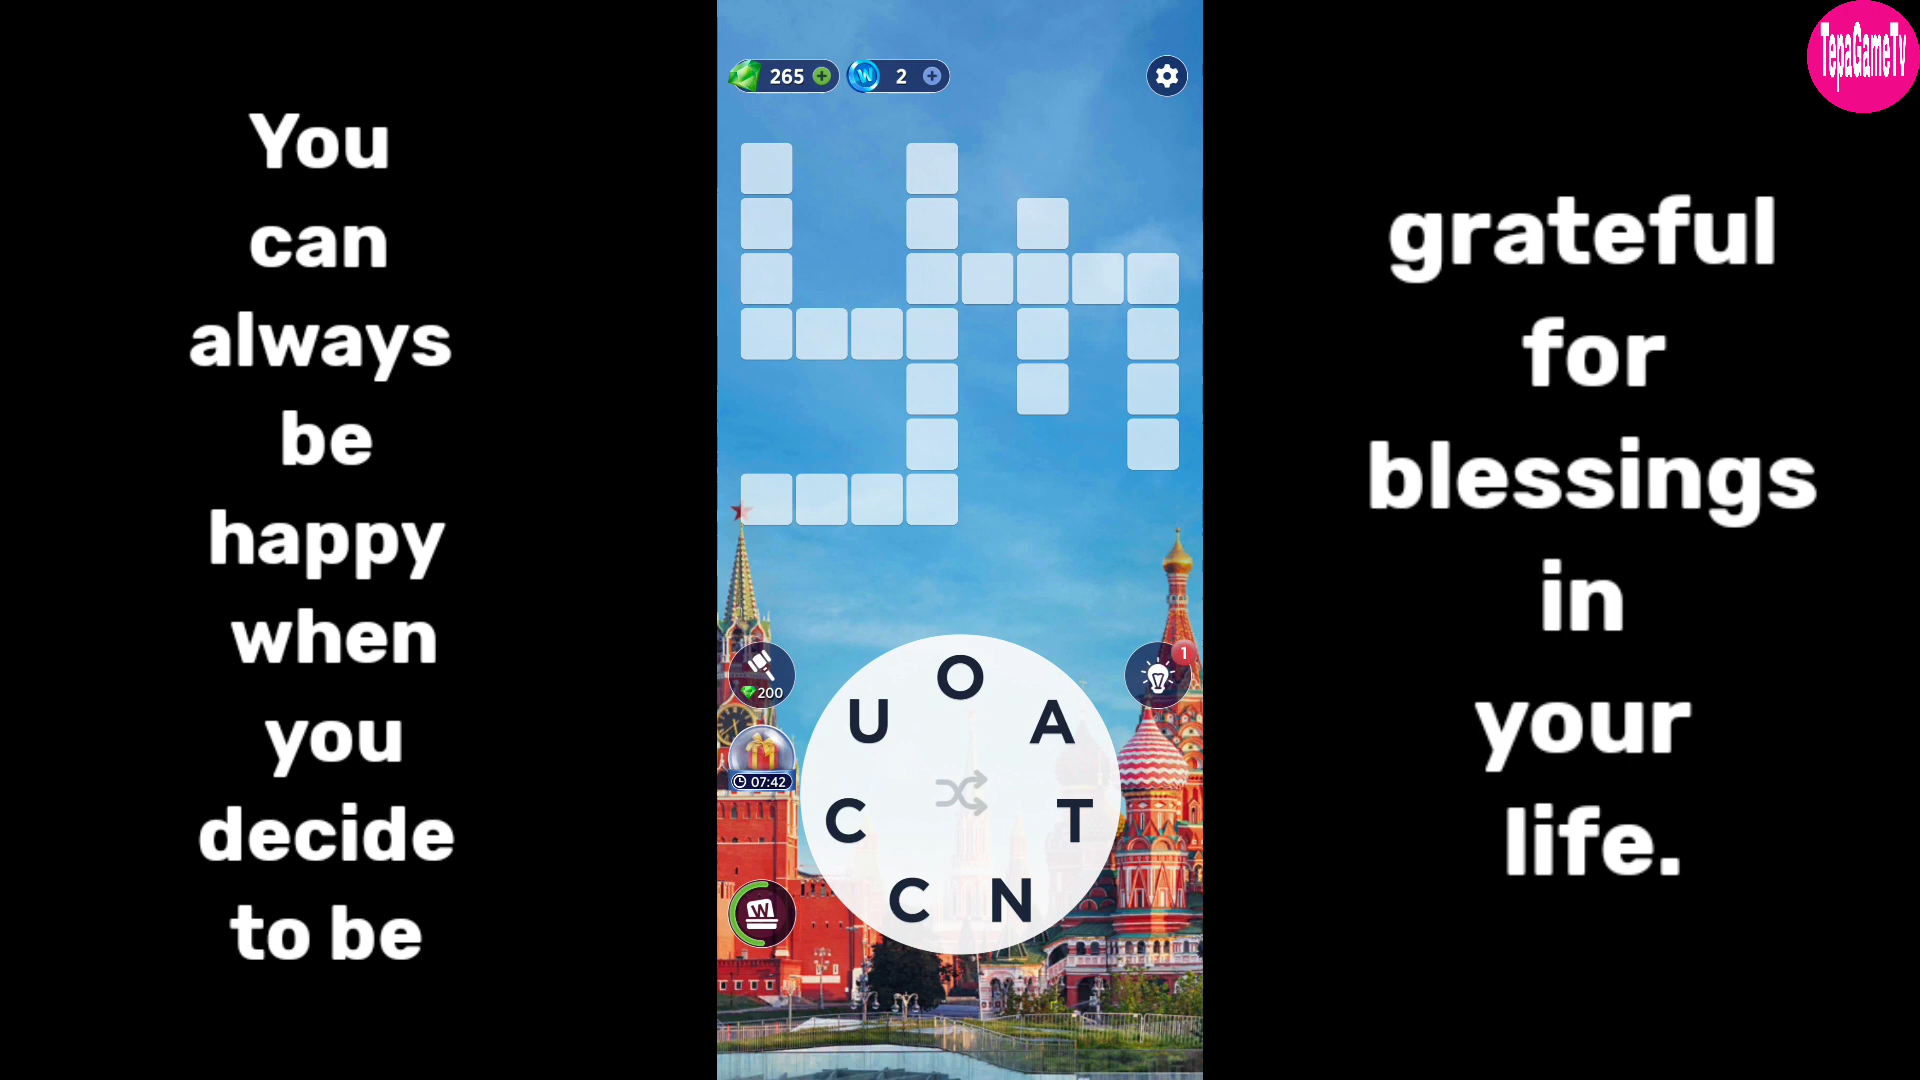 You
can
always
be
happy
when
you
decide
to be
265
2
200
07:42
W
O
U
A
C
T
C
N
1
grateful
for
blessings
in
your
life.
TepaGameTv